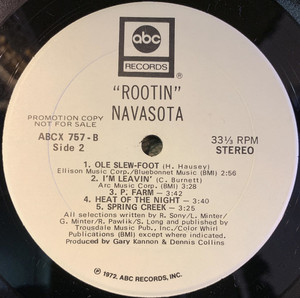 abc
RECORDS
"ROOTIN"
NAVASOTA
PROMOTION COPY
NOT FOR SALE
ABCX 757-B
Side 2
33⅓ RPM
STEREO
1. OLE SLEW-FOOT (H. Hausey)
Ellison Music Corp./Bluebonnet Music (BMI) 2:56
2. I'M LEAVIN' (C. Burnett)
Arc Music Corp. (BMI) 3:28
3. P. FARM — 3:42
4. HEAT OF THE NIGHT — 4:00
5. SPRING CREEK — 3:25
All selections written by R. Sony/L. Minter/
G. Minter/R. Pawlik/S. Long and published by
Trousdale Music Pub., Inc./Color Whirl
Publications (BMI) except where indicated.
Produced by Gary Kannon & Dennis Collins
℗ 1972, ABC RECORDS, INC.